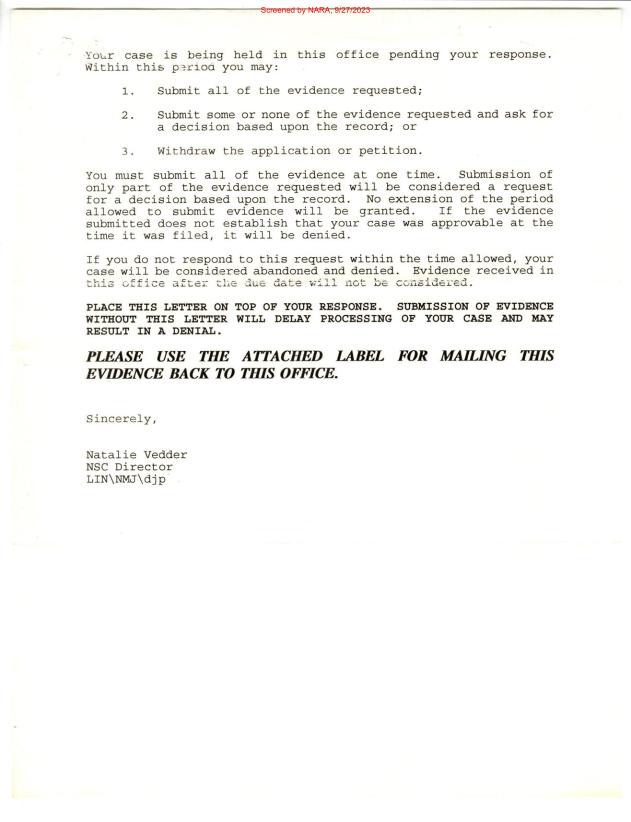 Screened by NARA, 9/27/2023
Your case is being held in this office pending your response.
Within this period you may:
1. Submit all of the evidence requested;
2. Submit some or none of the evidence requested and ask for
a decision based upon the record; or
3. Withdraw the application or petition.
You must submit all of the evidence at one time. Submission of
only part of the evidence requested will be considered a request
for a decision based upon the record. No extension of the period
allowed to submit evidence will be granted. If the evidence
submitted does not establish that your case was approvable at the
time it was filed, it will be denied.
If you do not respond to this request within the time allowed, your
case will be considered abandoned and denied. Evidence received in
this office after the due date will not be considered.
PLACE THIS LETTER ON TOP OF YOUR RESPONSE. SUBMISSION OF EVIDENCE
WITHOUT THIS LETTER WILL DELAY PROCESSING OF YOUR CASE AND MAY
RESULT IN A DENIAL.
PLEASE USE THE ATTACHED LABEL FOR MAILING THIS
EVIDENCE BACK TO THIS OFFICE.
Sincerely,
Natalie Vedder
NSC Director
LIN\NMJ\djp